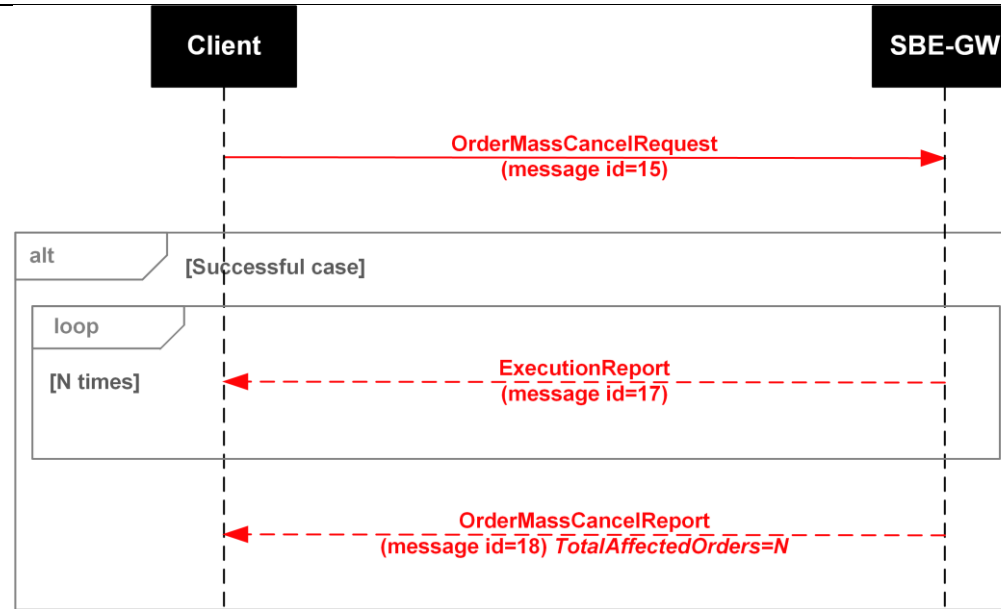 Client
SBE-GW
OrderMassCancelRequest
(message id=15)
alt
[Successful case]
loop
[N times]
ExecutionReport
(message id=17)
OrderMassCancelReport
(message id=18) TotalAffectedOrders=N